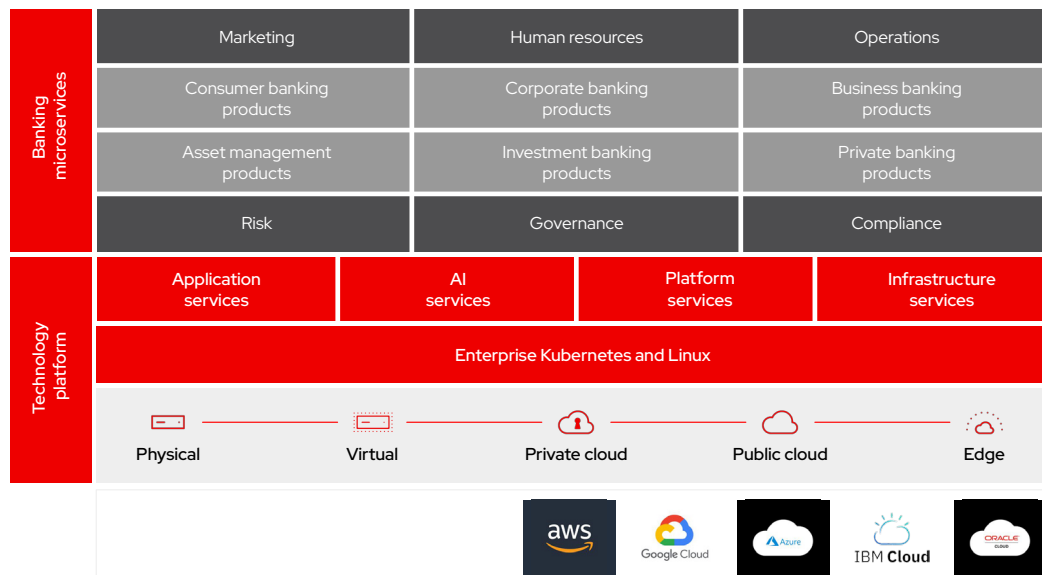 Banking
microservices
Marketing
Human resources
Operations
Consumer banking
products
Corporate banking
products
Business banking
products
Asset management
products
Investment banking
products
Private banking
products
Risk
Governance
Compliance
Technology
platform
Application
services
AI
services
Platform
services
Infrastructure
services
Enterprise Kubernetes and Linux
Physical
Virtual
Private cloud
Public cloud
Edge
aws
Google Cloud
Azure
IBM Cloud
ORACLE
CLOUD